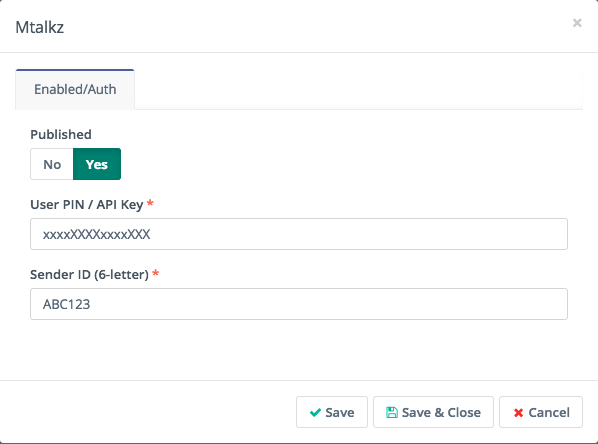 Mtalkz
×
Enabled/Auth
Published
No Yes
User PIN / API Key *
xxxxXXXXxxxxXXX
Sender ID (6-letter) *
ABC123
Save Save & Close Cancel